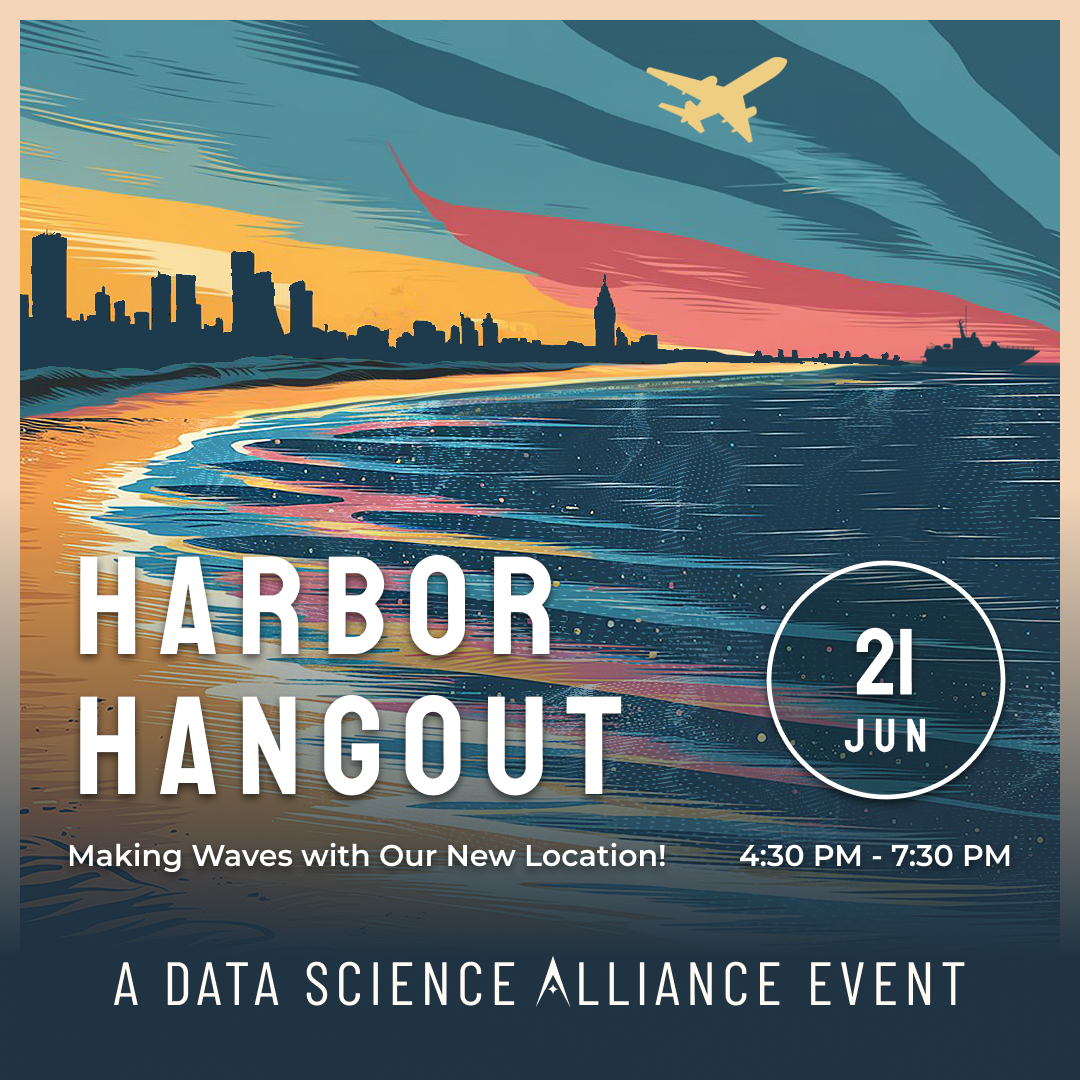 HARBOR
HANGOUT
21
JUN
Making Waves with Our New Location!
4:30 PM - 7:30 PM
A DATA SCIENCE ALLIANCE EVENT